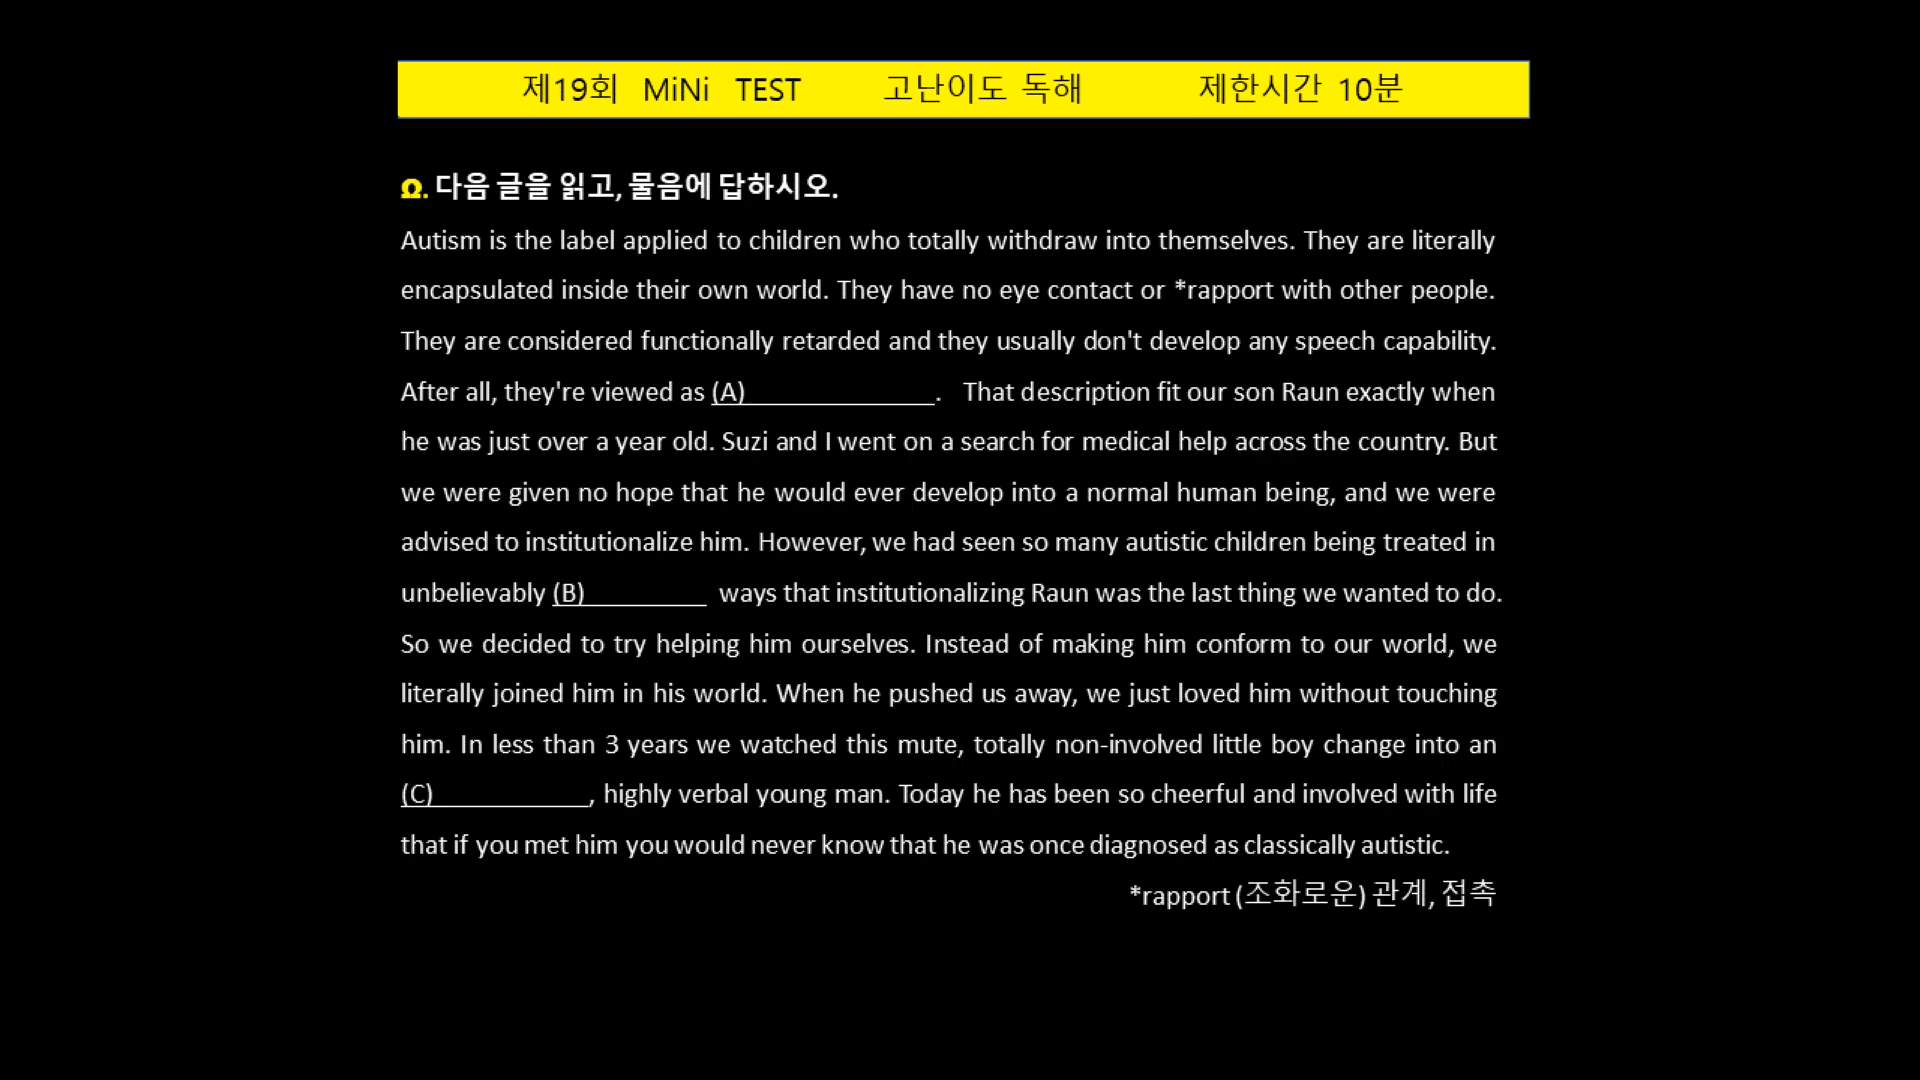 제19회 MiNi TEST 고난이도 독해 제한시간 10분
Q. 다음 글을 읽고, 물음에 답하시오.
Autism is the label applied to children who totally withdraw into themselves. They are literally
encapsulated inside their own world. They have no eye contact or *rapport with other people.
They are considered functionally retarded and they usually don't develop any speech capability.
After all, they're viewed as (A)______________. That description fit our son Raun exactly when
he was just over a year old. Suzi and I went on a search for medical help across the country. But
we were given no hope that he would ever develop into a normal human being, and we were
advised to institutionalize him. However, we had seen so many autistic children being treated in
unbelievably (B)_________ ways that institutionalizing Raun was the last thing we wanted to do.
So we decided to try helping him ourselves. Instead of making him conform to our world, we
literally joined him in his world. When he pushed us away, we just loved him without touching
him. In less than 3 years we watched this mute, totally non-involved little boy change into an
(C)____________, highly verbal young man. Today he has been so cheerful and involved with life
that if you met him you would never know that he was once diagnosed as classically autistic.
*rapport (조화로운) 관계, 접촉